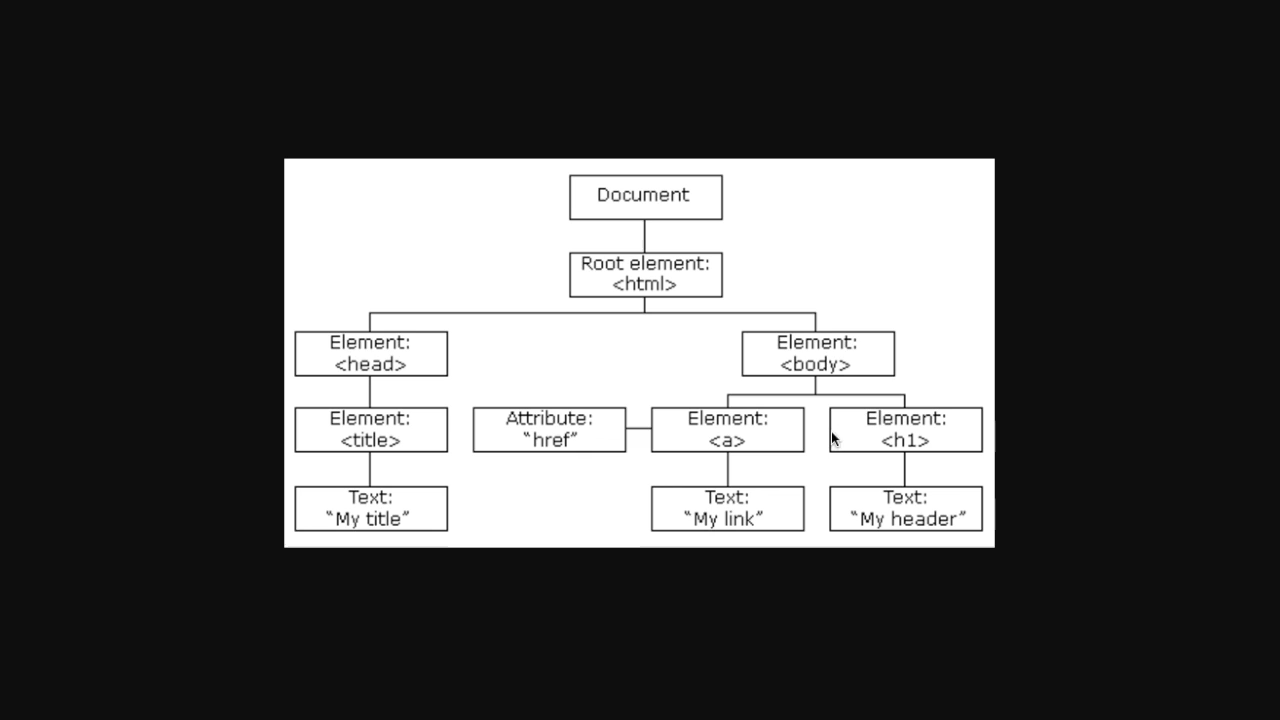 Document
Root element:
<html>
Element:
<head>
Element:
<body>
Element:
<title>
Attribute:
“href”
Element:
<a>
Element:
<h1>
Text:
“My title”
Text:
“My link”
Text:
“My header”